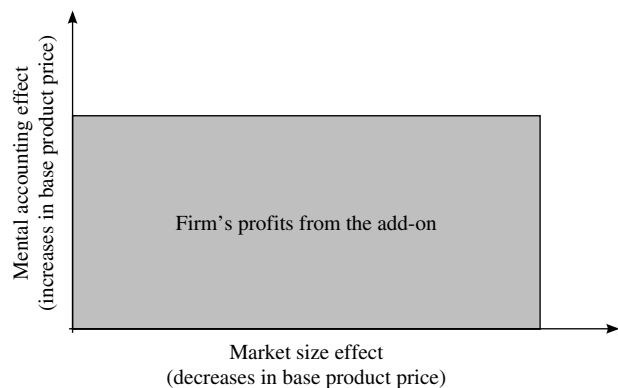 Mental accounting effect
(increases in base product price)
Firm's profits from the add-on
Market size effect
(decreases in base product price)